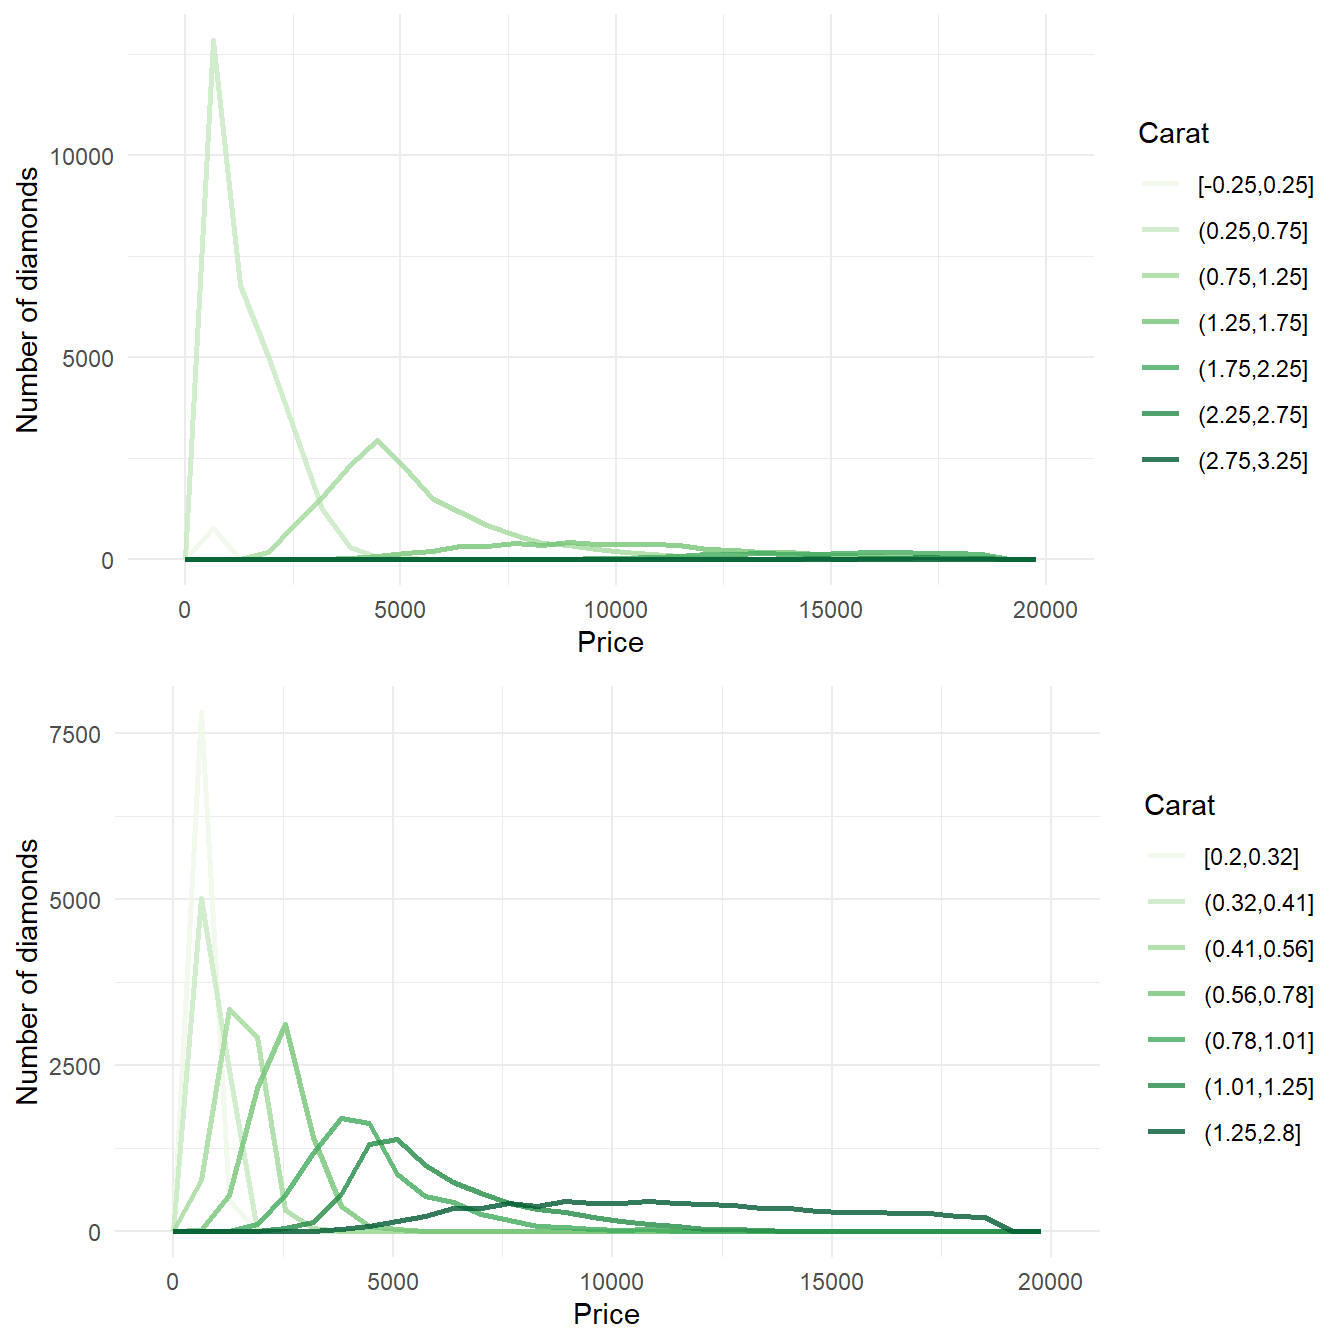 Number of diamonds
10000
5000
0
0 5000 10000 15000 20000
Price
Carat
[-0.25,0.25]
(0.25,0.75]
(0.75,1.25]
(1.25,1.75]
(1.75,2.25]
(2.25,2.75]
(2.75,3.25]
Number of diamonds
7500
5000
2500
0
0 5000 10000 15000 20000
Price
Carat
[0.2,0.32]
(0.32,0.41]
(0.41,0.56]
(0.56,0.78]
(0.78,1.01]
(1.01,1.25]
(1.25,2.8]